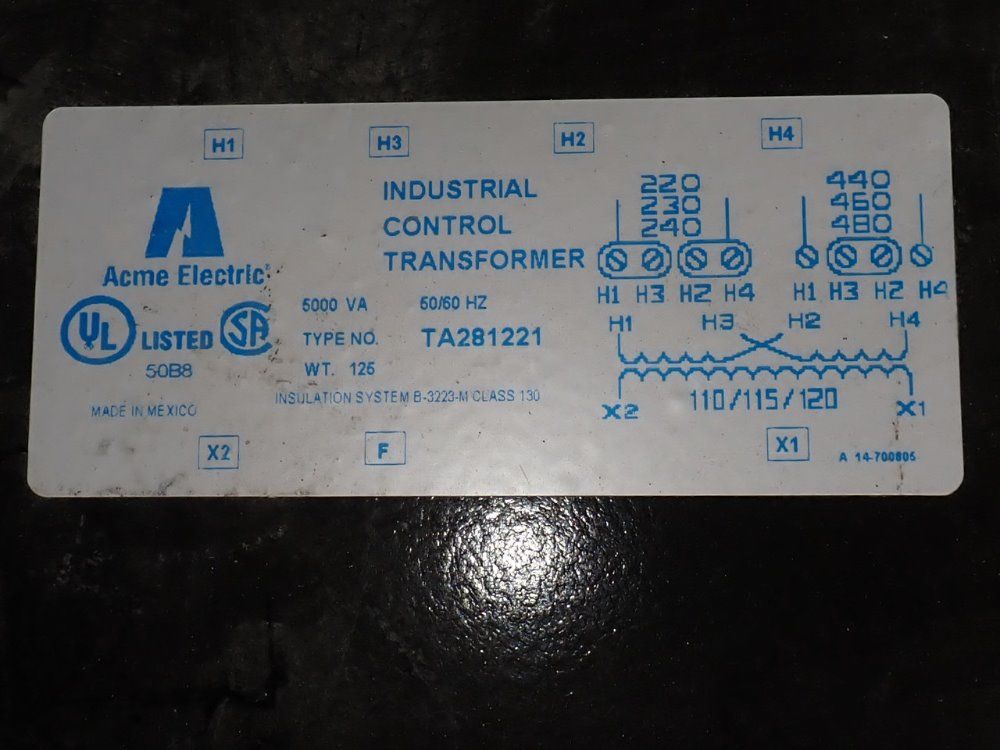 H1 H3 H2 H4
Acme Electric
UL LISTED SA
50B8
MADE IN MEXICO
INDUSTRIAL
CONTROL
TRANSFORMER
5000 VA 50/60 HZ
TYPE NO. TA281221
WT. 125
INSULATION SYSTEM B-3223-M CLASS 130
220
230
240
H1 H3 H2 H4
440
460
480
H1 H3 H2 H4
H1 H3 H2 H4
X2 110/115/120 X1
X2 F X1
A 14-700805